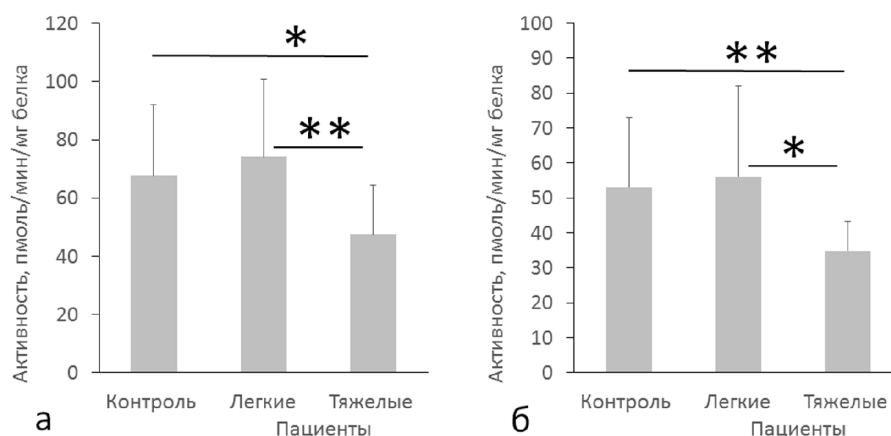 Активность, пмоль/мин/мг белка
120
100
80
60
40
20
0
*
**
Контроль Легкие Тяжелые
Пациенты
а
Активность, пмоль/мин/мг белка
100
90
80
70
60
50
40
30
20
10
0
**
*
Контроль Легкие Тяжелые
Пациенты
б